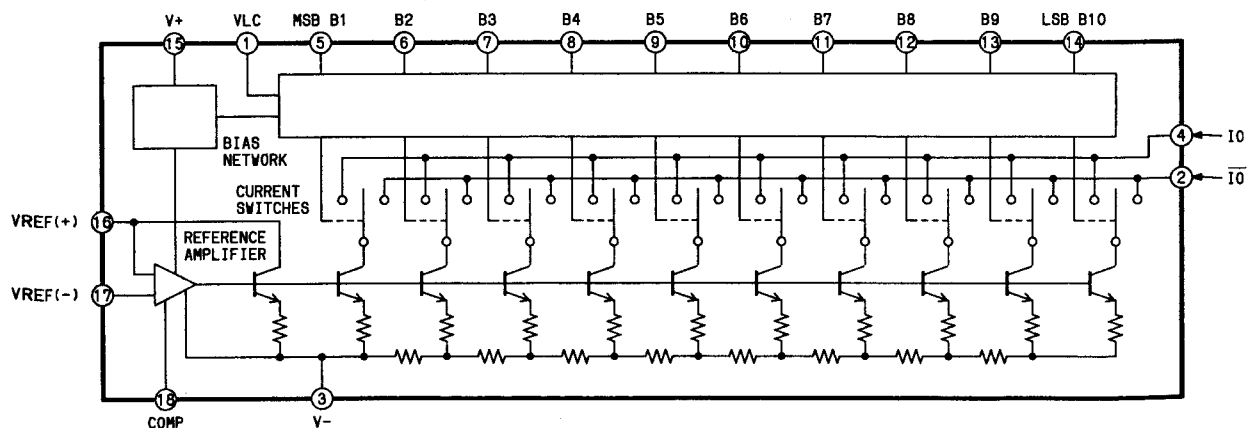 V+ VLC MSB B1 B2 B3 B4 B5 B6 B7 B8 B9 LSB B10
15 1 5 6 7 8 9 10 11 12 13 14
BIAS
NETWORK
4 IO
CURRENT
SWITCHES
2 IO
VREF(+) 16
REFERENCE
AMPLIFIER
VREF(-) 17
18 3
COMP V-